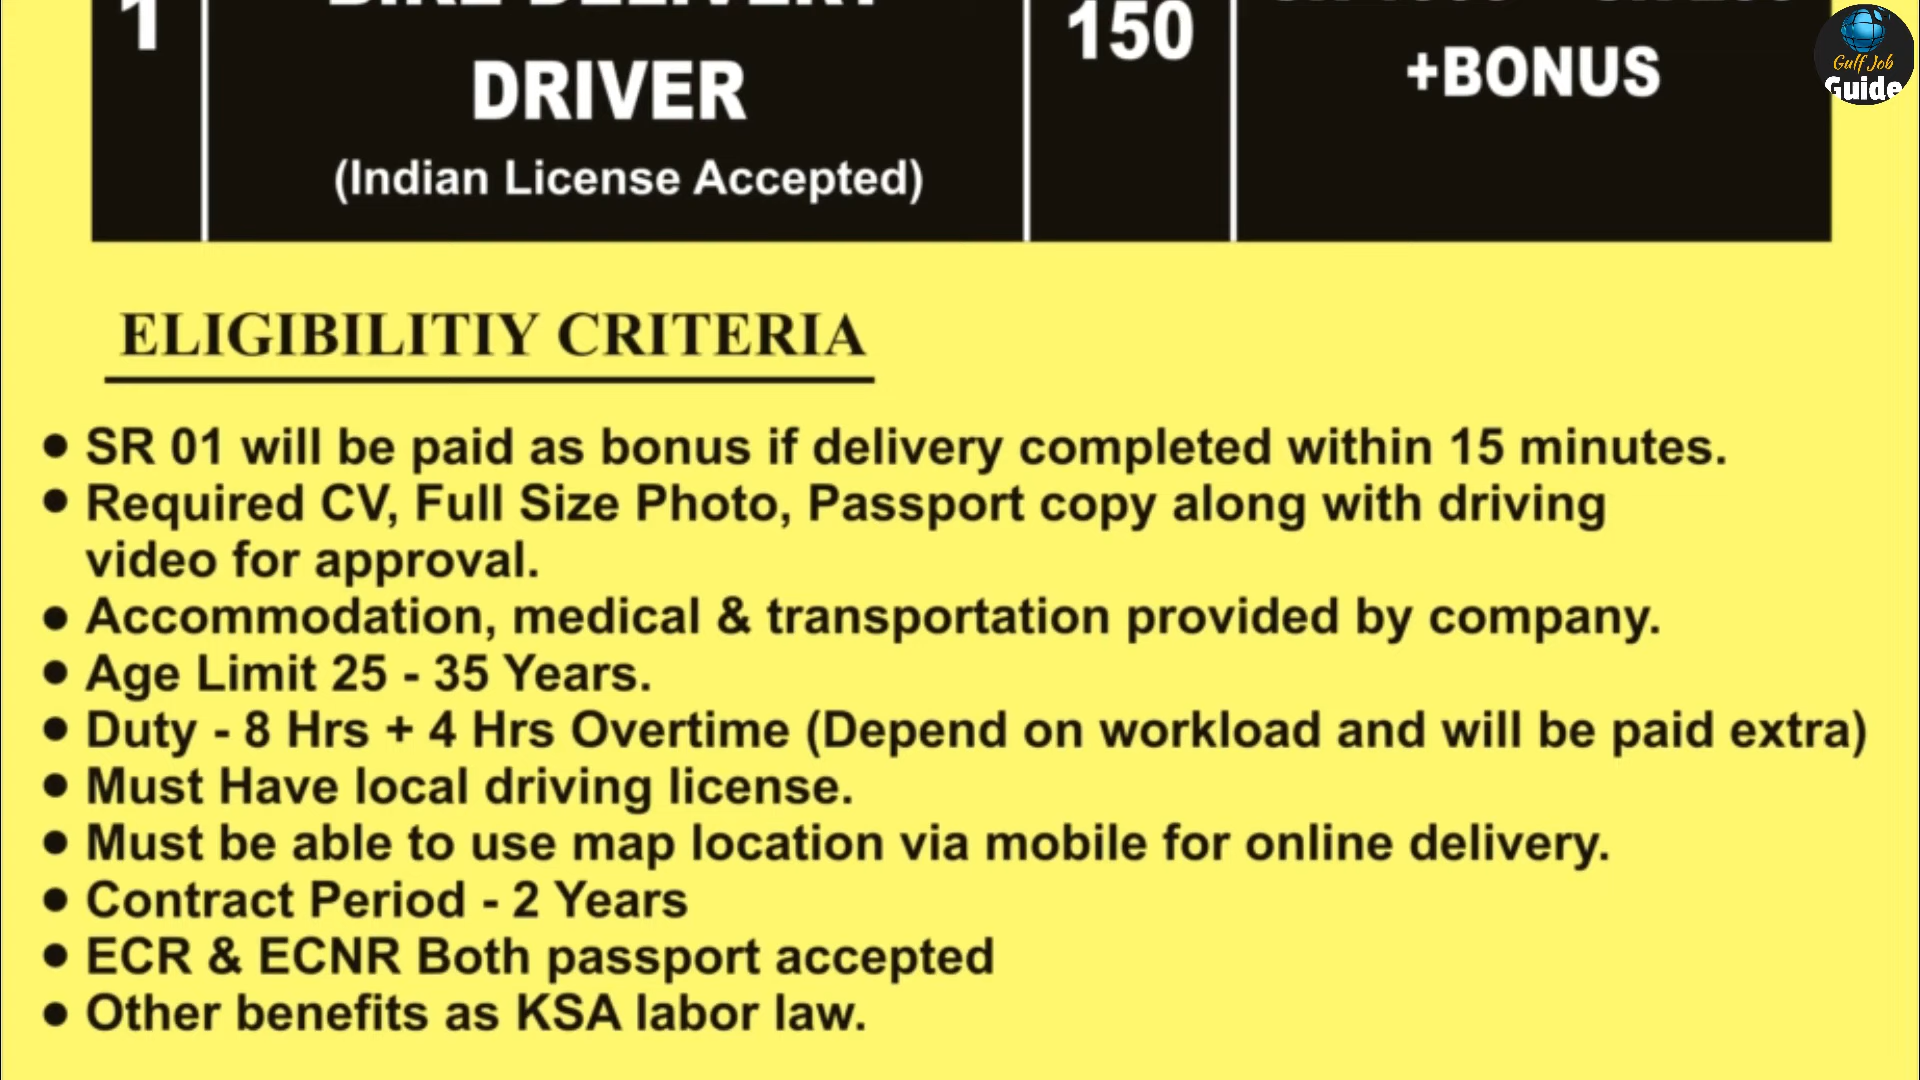 1
BIKE DELIVERY
DRIVER
(Indian License Accepted)
150
+BONUS
Gulf Job
Guide
ELIGIBILITIY CRITERIA
● SR 01 will be paid as bonus if delivery completed within 15 minutes.
● Required CV, Full Size Photo, Passport copy along with driving
video for approval.
● Accommodation, medical & transportation provided by company.
● Age Limit 25 - 35 Years.
● Duty - 8 Hrs + 4 Hrs Overtime (Depend on workload and will be paid extra)
● Must Have local driving license.
● Must be able to use map location via mobile for online delivery.
● Contract Period - 2 Years
● ECR & ECNR Both passport accepted
● Other benefits as KSA labor law.